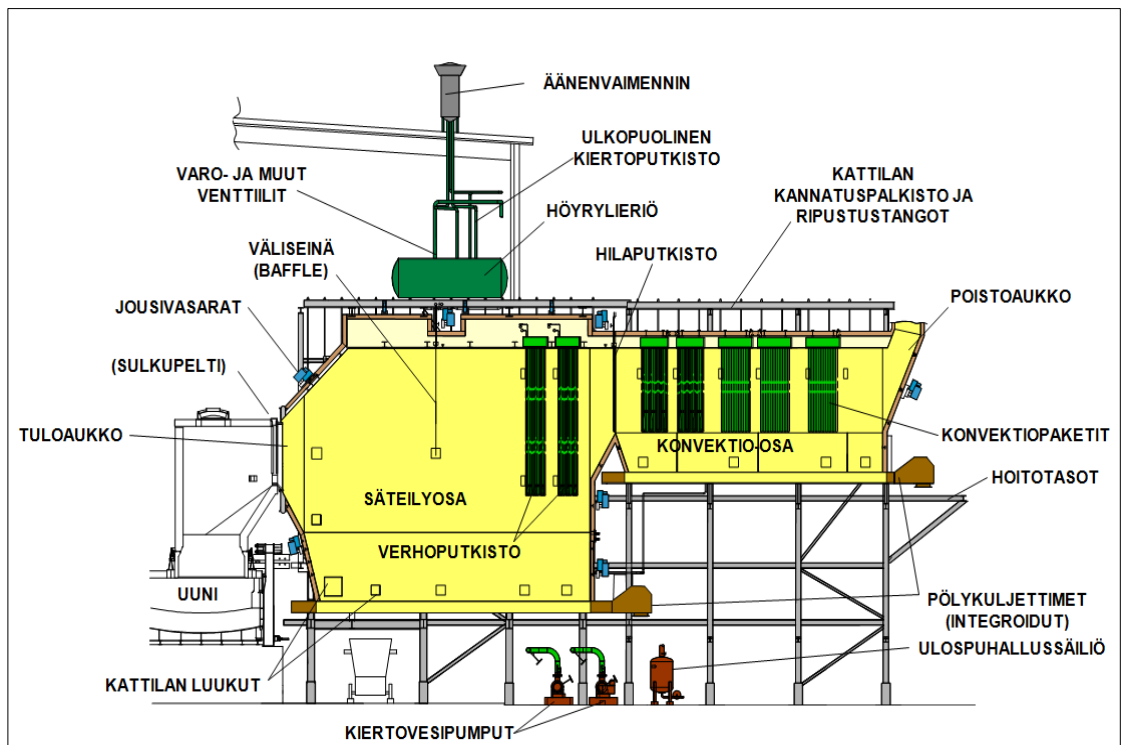 ÄÄNENVAIMENNIN
ULKOPUOLINEN
KIERTOPUTKISTO
VARO- JA MUUT
VENTTIILIT
KATTILAN
KANNATUSPALKISTO JA
RIPUSTUSTANGOT
HÖYRYLIERIÖ
VÄLISEINÄ
(BAFFLE)
HILAPUTKISTO
POISTOAUKKO
JOUSIVASARAT
(SULKUPELTI)
TULOAUKKO
KONVEKTIOPAKETIT
KONVEKTIO-OSA
HOITOTASOT
SÄTEILYOSA
VERHOPUTKISTO
UUNI
PÖLYKULJETTIMET
(INTEGROIDUT)
ULOSPUHALLUSSÄILIÖ
KATTILAN LUUKUT
KIERTOVESIPUMPUT